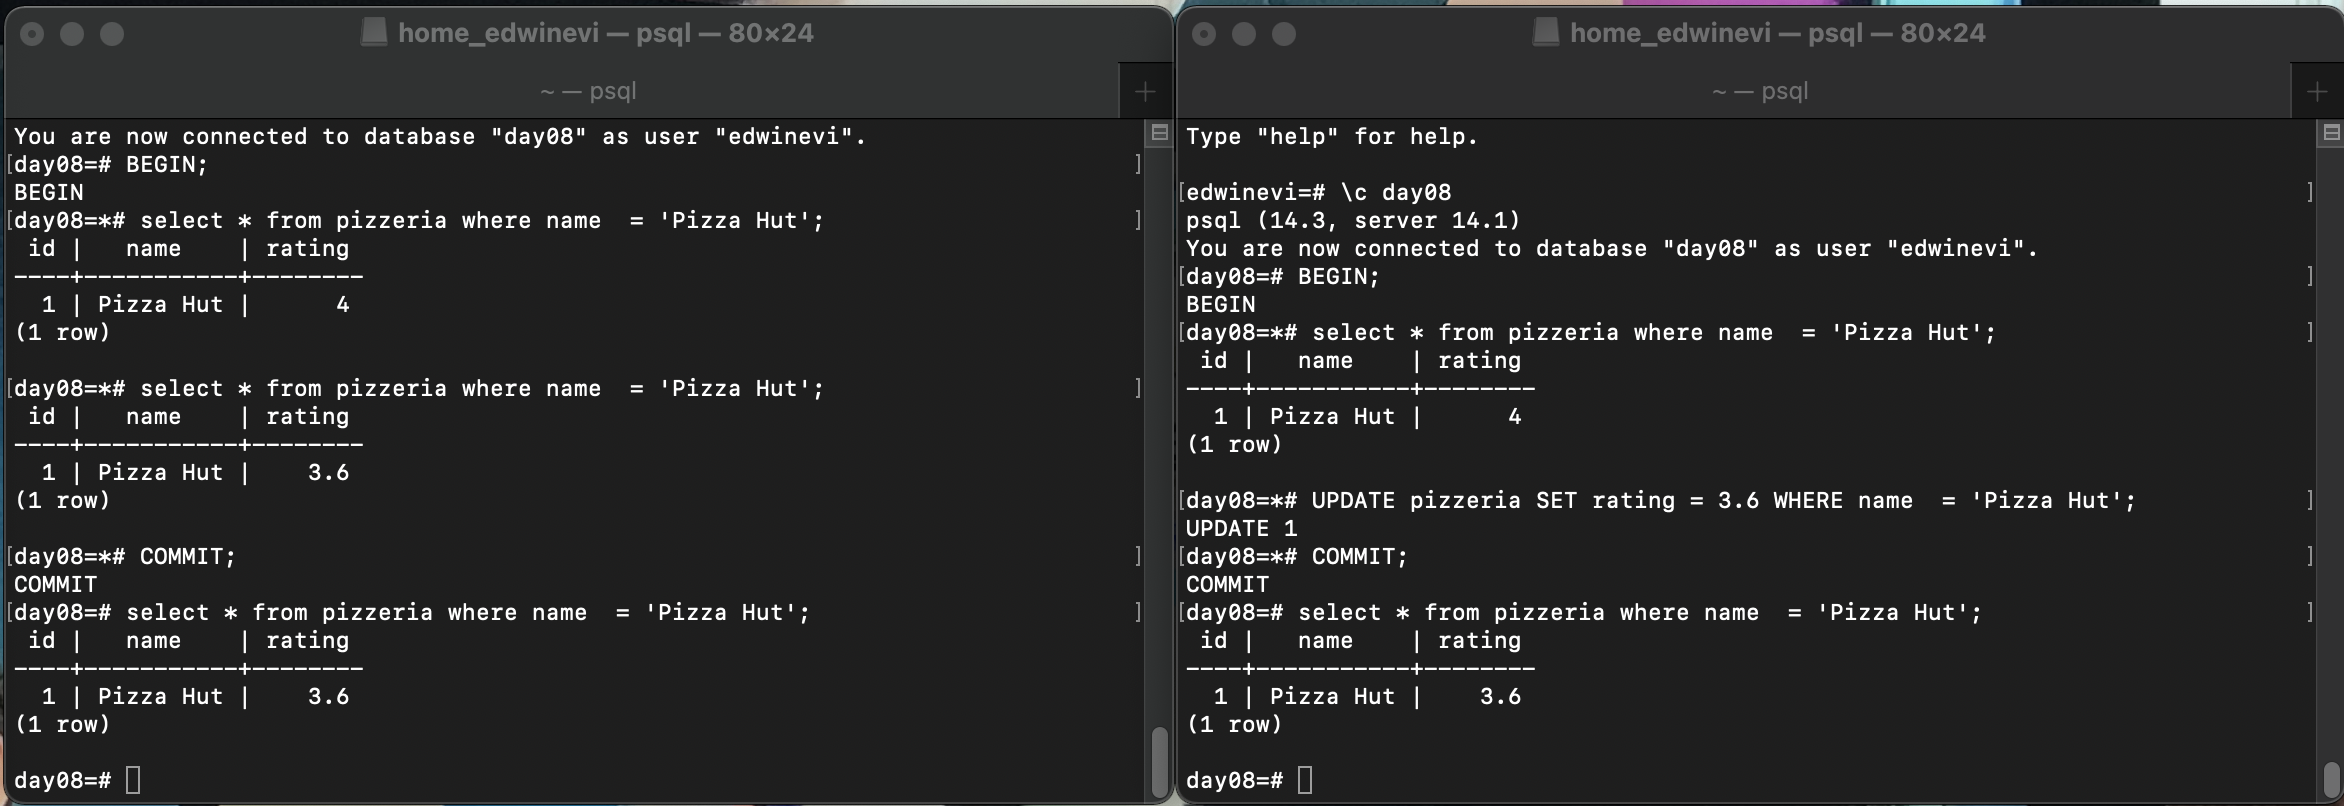 home_edwinevi — psql — 80×24
~ — psql
You are now connected to database "day08" as user "edwinevi".
[day08=# BEGIN; ]
BEGIN
[day08=*# select * from pizzeria where name  = 'Pizza Hut'; ]
 id |   name    | rating
----+-----------+--------
  1 | Pizza Hut |      4
(1 row)
[day08=*# select * from pizzeria where name  = 'Pizza Hut'; ]
 id |   name    | rating
----+-----------+--------
  1 | Pizza Hut |    3.6
(1 row)
[day08=*# COMMIT; ]
COMMIT
[day08=# select * from pizzeria where name  = 'Pizza Hut'; ]
 id |   name    | rating
----+-----------+--------
  1 | Pizza Hut |    3.6
(1 row)
day08=#
home_edwinevi — psql — 80×24
~ — psql
Type "help" for help.
[edwinevi=# \c day08 ]
psql (14.3, server 14.1)
You are now connected to database "day08" as user "edwinevi".
[day08=# BEGIN; ]
BEGIN
[day08=*# select * from pizzeria where name  = 'Pizza Hut'; ]
 id |   name    | rating
----+-----------+--------
  1 | Pizza Hut |      4
(1 row)
[day08=*# UPDATE pizzeria SET rating = 3.6 WHERE name  = 'Pizza Hut'; ]
UPDATE 1
[day08=*# COMMIT; ]
COMMIT
[day08=# select * from pizzeria where name  = 'Pizza Hut'; ]
 id |   name    | rating
----+-----------+--------
  1 | Pizza Hut |    3.6
(1 row)
day08=#